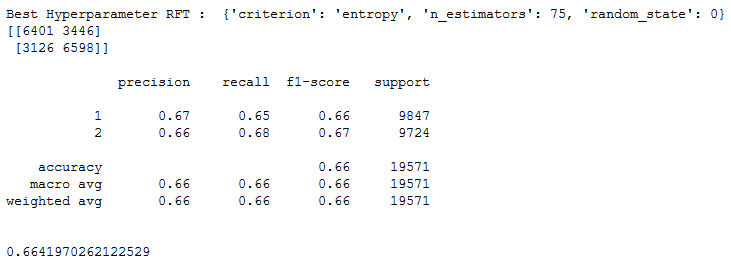 Best Hyperparameter RFT :  {'criterion': 'entropy', 'n_estimators': 75, 'random_state': 0}
[[6401 3446]
 [3126 6598]]
              precision    recall  f1-score   support
           1       0.67      0.65      0.66      9847
           2       0.66      0.68      0.67      9724
    accuracy                           0.66     19571
   macro avg       0.66      0.66      0.66     19571
weighted avg       0.66      0.66      0.66     19571
0.6641970262122529